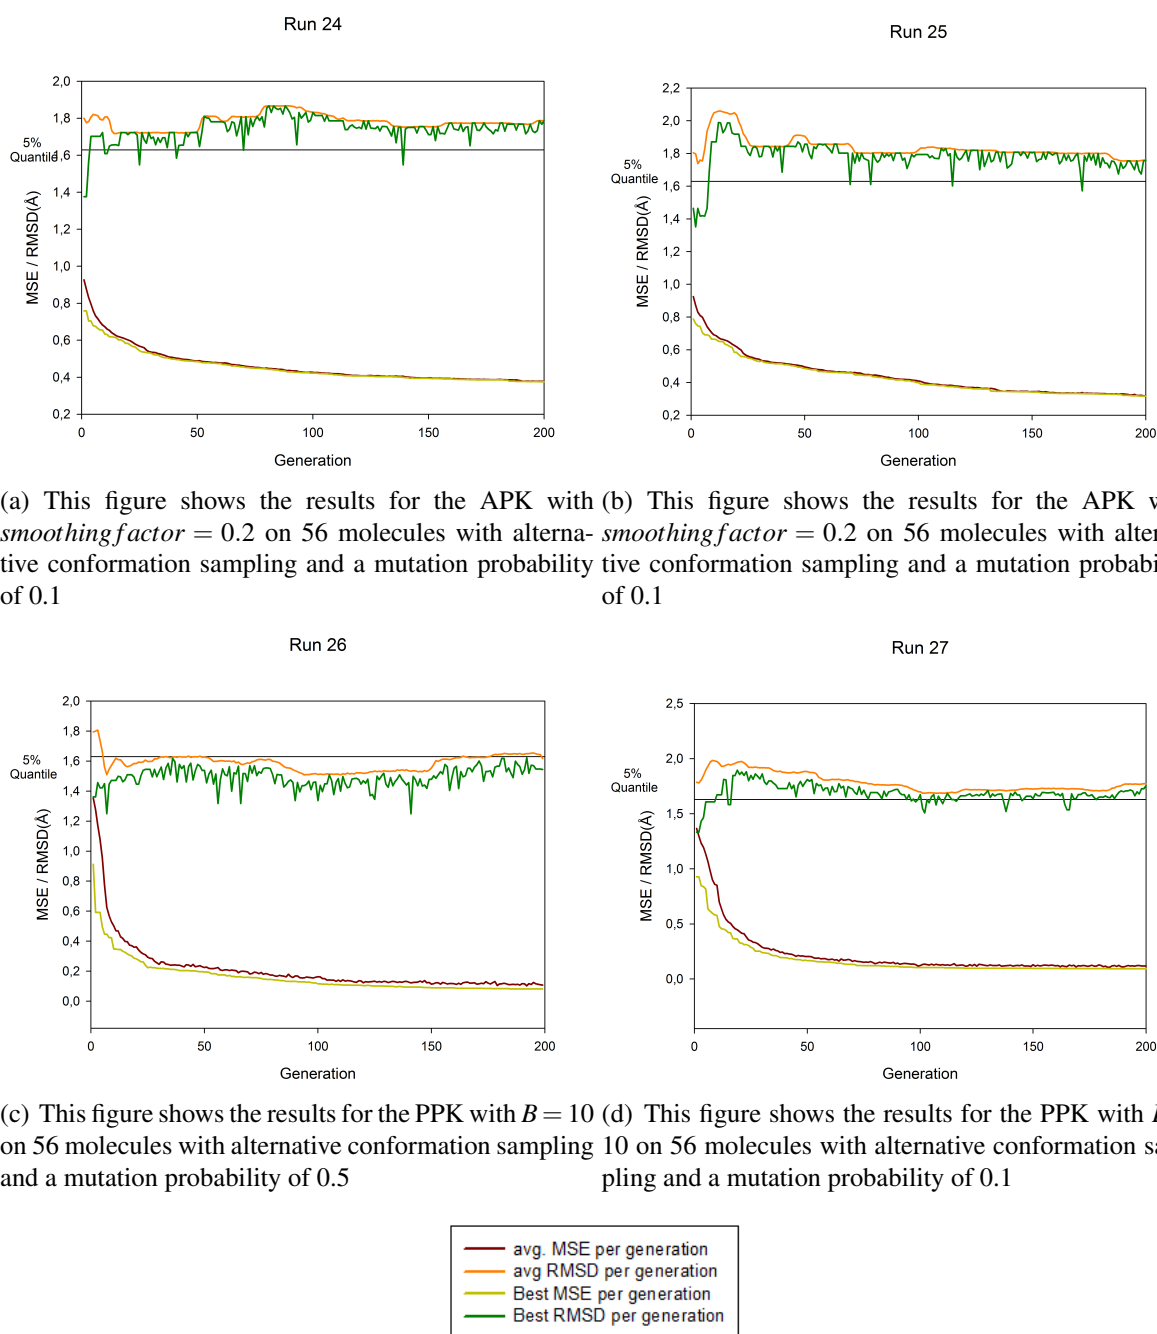 Run 24
2,0
1,8
5%
Quantile
1,6
1,4
1,2
1,0
0,8
0,6
0,4
0,2
MSE / RMSD(Å)
0 50 100 150 200
Generation
Run 25
2,2
2,0
1,8
5%
Quantile
1,6
1,4
1,2
1,0
0,8
0,6
0,4
0,2
MSE / RMSD(Å)
0 50 100 150 200
Generation
(a) This figure shows the results for the APK with
smoothingfactor = 0.2 on 56 molecules with alterna-
tive conformation sampling and a mutation probability
of 0.1
(b) This figure shows the results for the APK w
smoothingfactor = 0.2 on 56 molecules with alter
tive conformation sampling and a mutation probabi
of 0.1
Run 26
2,0
1,8
5%
Quantile
1,6
1,4
1,2
1,0
0,8
0,6
0,4
0,2
0,0
MSE / RMSD(Å)
0 50 100 150 200
Generation
Run 27
2,5
2,0
5%
Quantile
1,5
1,0
0,5
0,0
MSE / RMSD(Å)
0 50 100 150 200
Generation
(c) This figure shows the results for the PPK with B = 10
on 56 molecules with alternative conformation sampling
and a mutation probability of 0.5
(d) This figure shows the results for the PPK with
10 on 56 molecules with alternative conformation sa
pling and a mutation probability of 0.1
avg. MSE per generation
avg RMSD per generation
Best MSE per generation
Best RMSD per generation